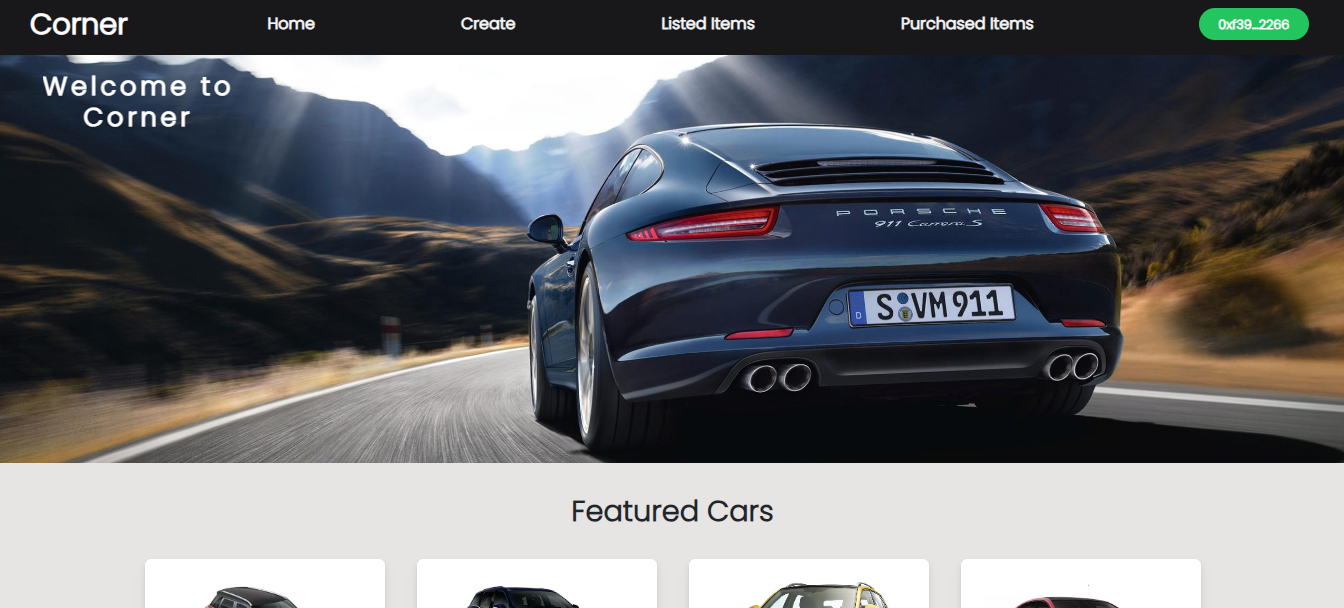 Corner
Home
Create
Listed Items
Purchased Items
0xf39...2266
Welcome to
Corner
PORSCHE
911 Carrera S
D
S VM 911
Featured Cars